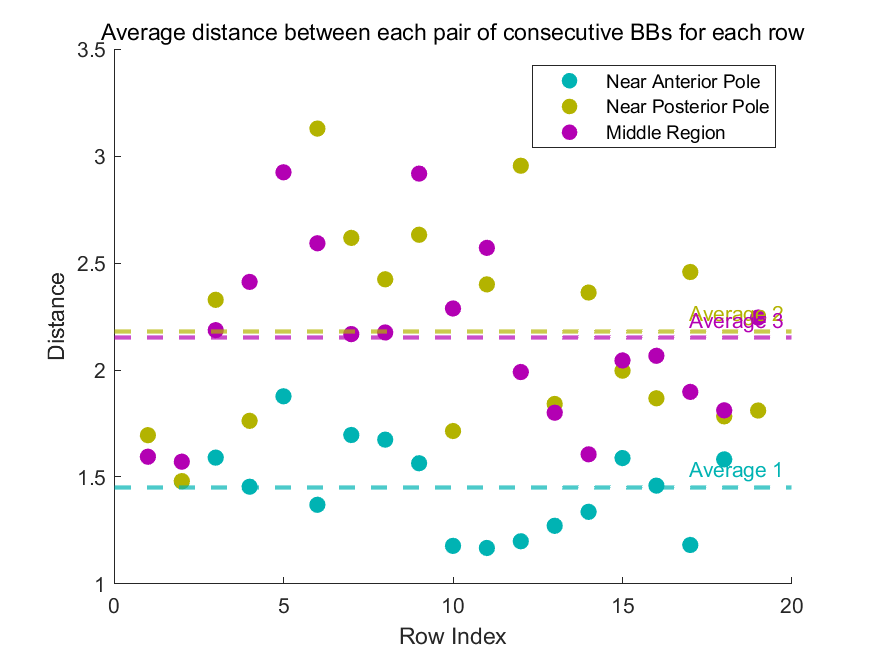 Average distance between each pair of consecutive BBs for each row
3.5
3
2.5
2
1.5
1
Distance
Near Anterior Pole
Near Posterior Pole
Middle Region
Average 2
Average 3
Average 1
0
5
10
15
20
Row Index